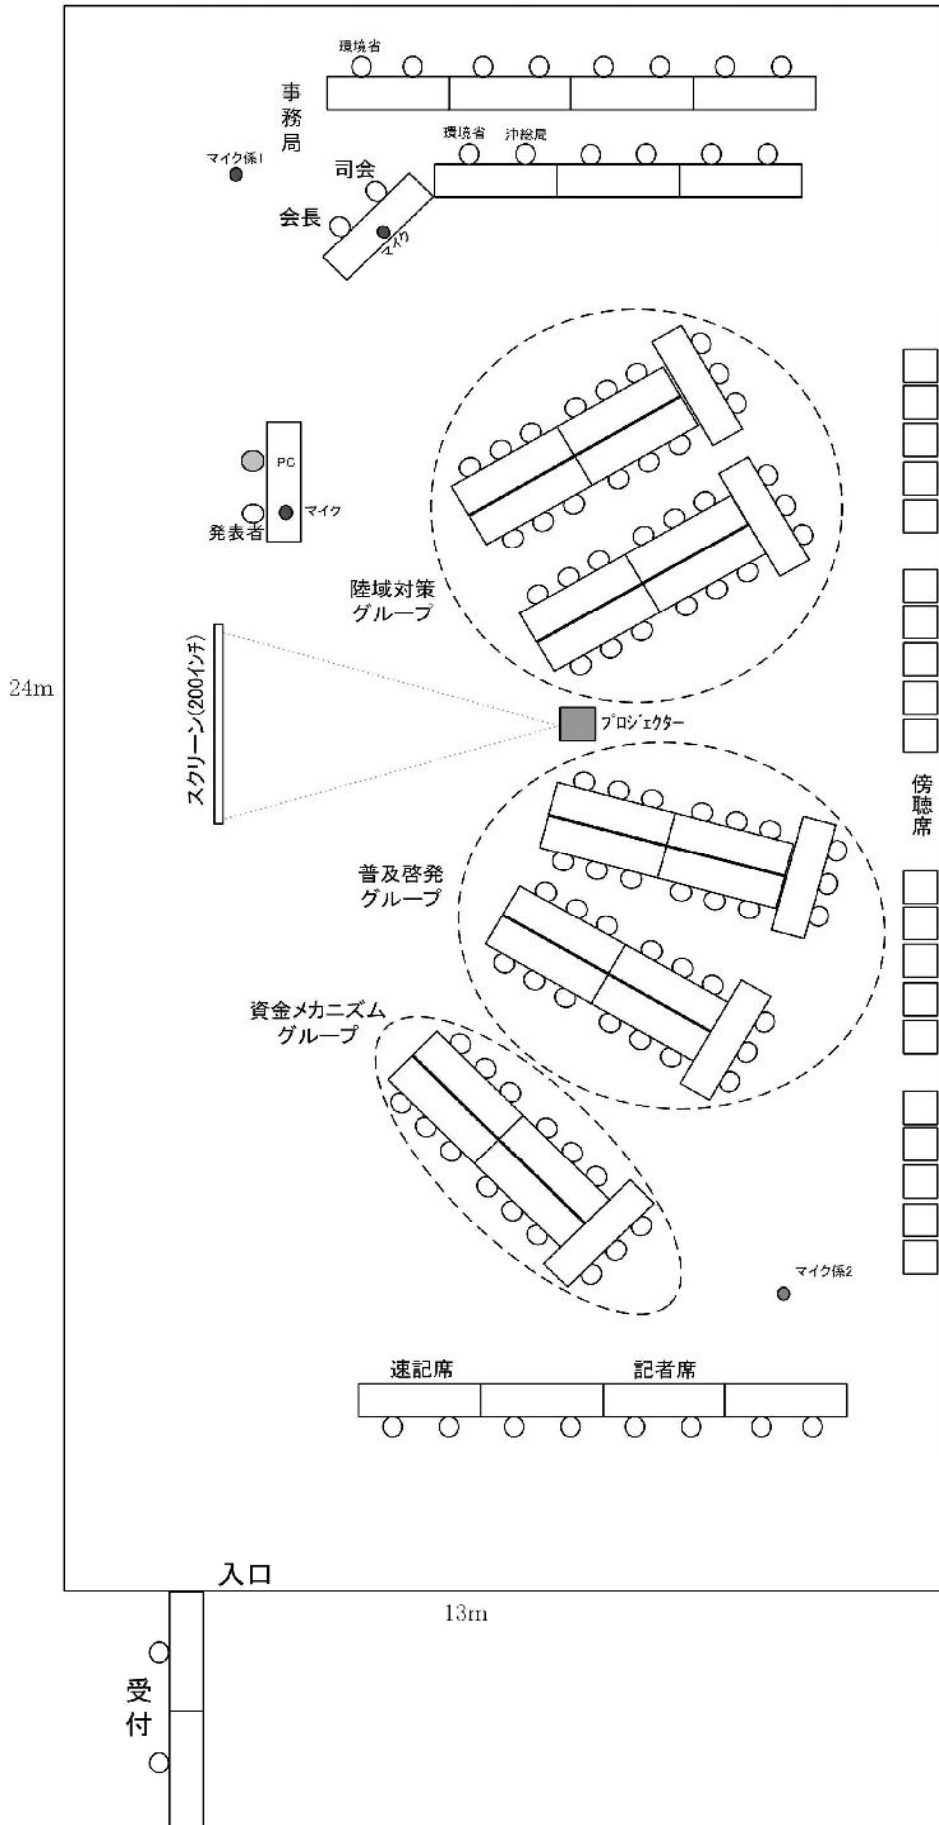 環境省
事務局
環境省
沖総局
マイク係1
司会
会長
マイク
PC
マイク
発表者
陸域対策
グループ
スクリーン(200インチ)
24m
プロジェクター
傍聴席
普及啓発
グループ
資金メカニズム
グループ
マイク係2
速記席
記者席
入口
13m
受付